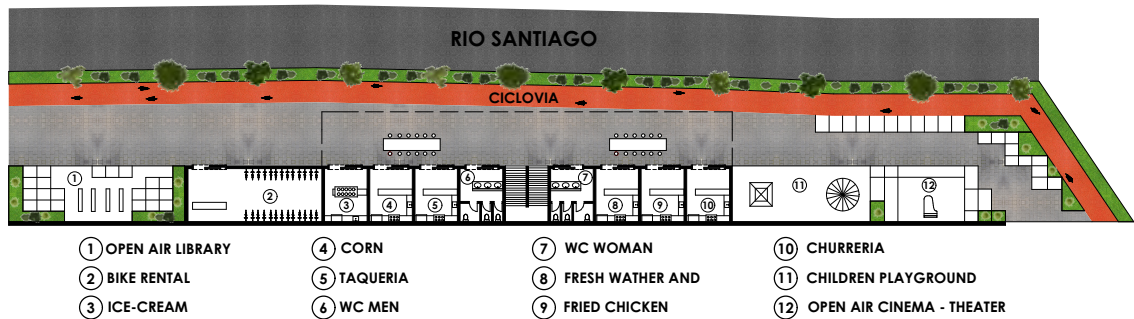 RIO SANTIAGO
CICLOVIA
1
2
3
4
5
6
7
8
9
10
11
12
1 OPEN AIR LIBRARY
2 BIKE RENTAL
3 ICE-CREAM
4 CORN
5 TAQUERIA
6 WC MEN
7 WC WOMAN
8 FRESH WATHER AND
9 FRIED CHICKEN
10 CHURRERIA
11 CHILDREN PLAYGROUND
12 OPEN AIR CINEMA - THEATER